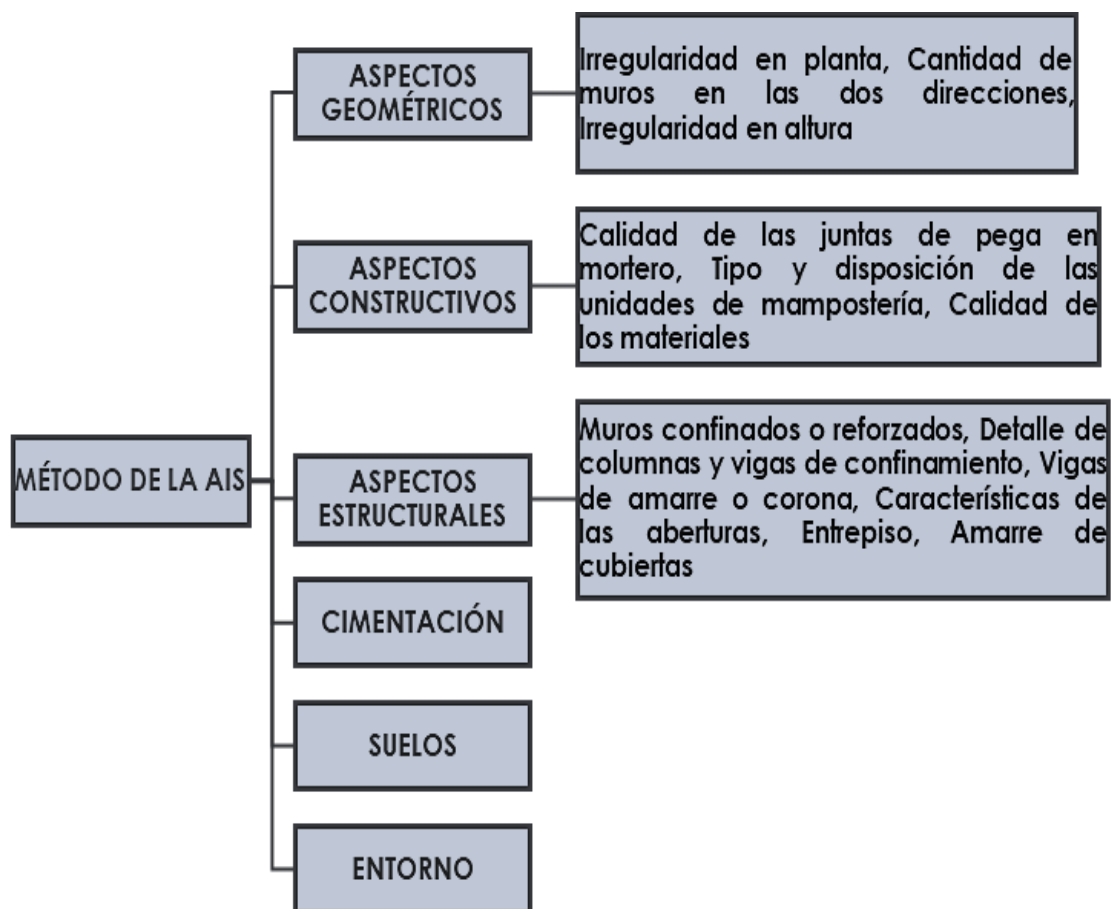 ASPECTOS
GEOMÉTRICOS
Irregularidad en planta, Cantidad de
muros en las dos direcciones,
Irregularidad en altura
ASPECTOS
CONSTRUCTIVOS
Calidad de las juntas de pega en
mortero, Tipo y disposición de las
unidades de mampostería, Calidad de
los materiales
MÉTODO DE LA AIS
ASPECTOS
ESTRUCTURALES
Muros confinados o reforzados, Detalle de
columnas y vigas de confinamiento, Vigas
de amarre o corona, Características de
las aberturas, Entrepiso, Amarre de
cubiertas
CIMENTACIÓN
SUELOS
ENTORNO